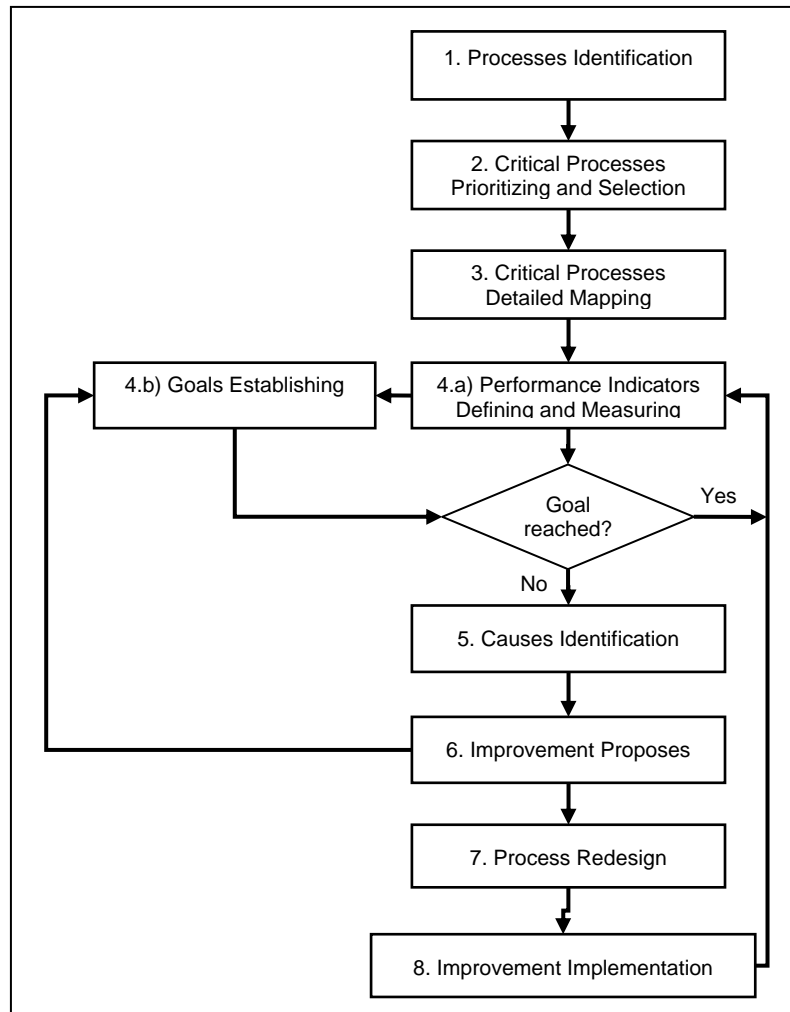 1. Processes Identification
2. Critical Processes
Prioritizing and Selection
3. Critical Processes
Detailed Mapping
4.b) Goals Establishing
4.a) Performance Indicators
Defining and Measuring
Goal
reached?
Yes
No
5. Causes Identification
6. Improvement Proposes
7. Process Redesign
8. Improvement Implementation